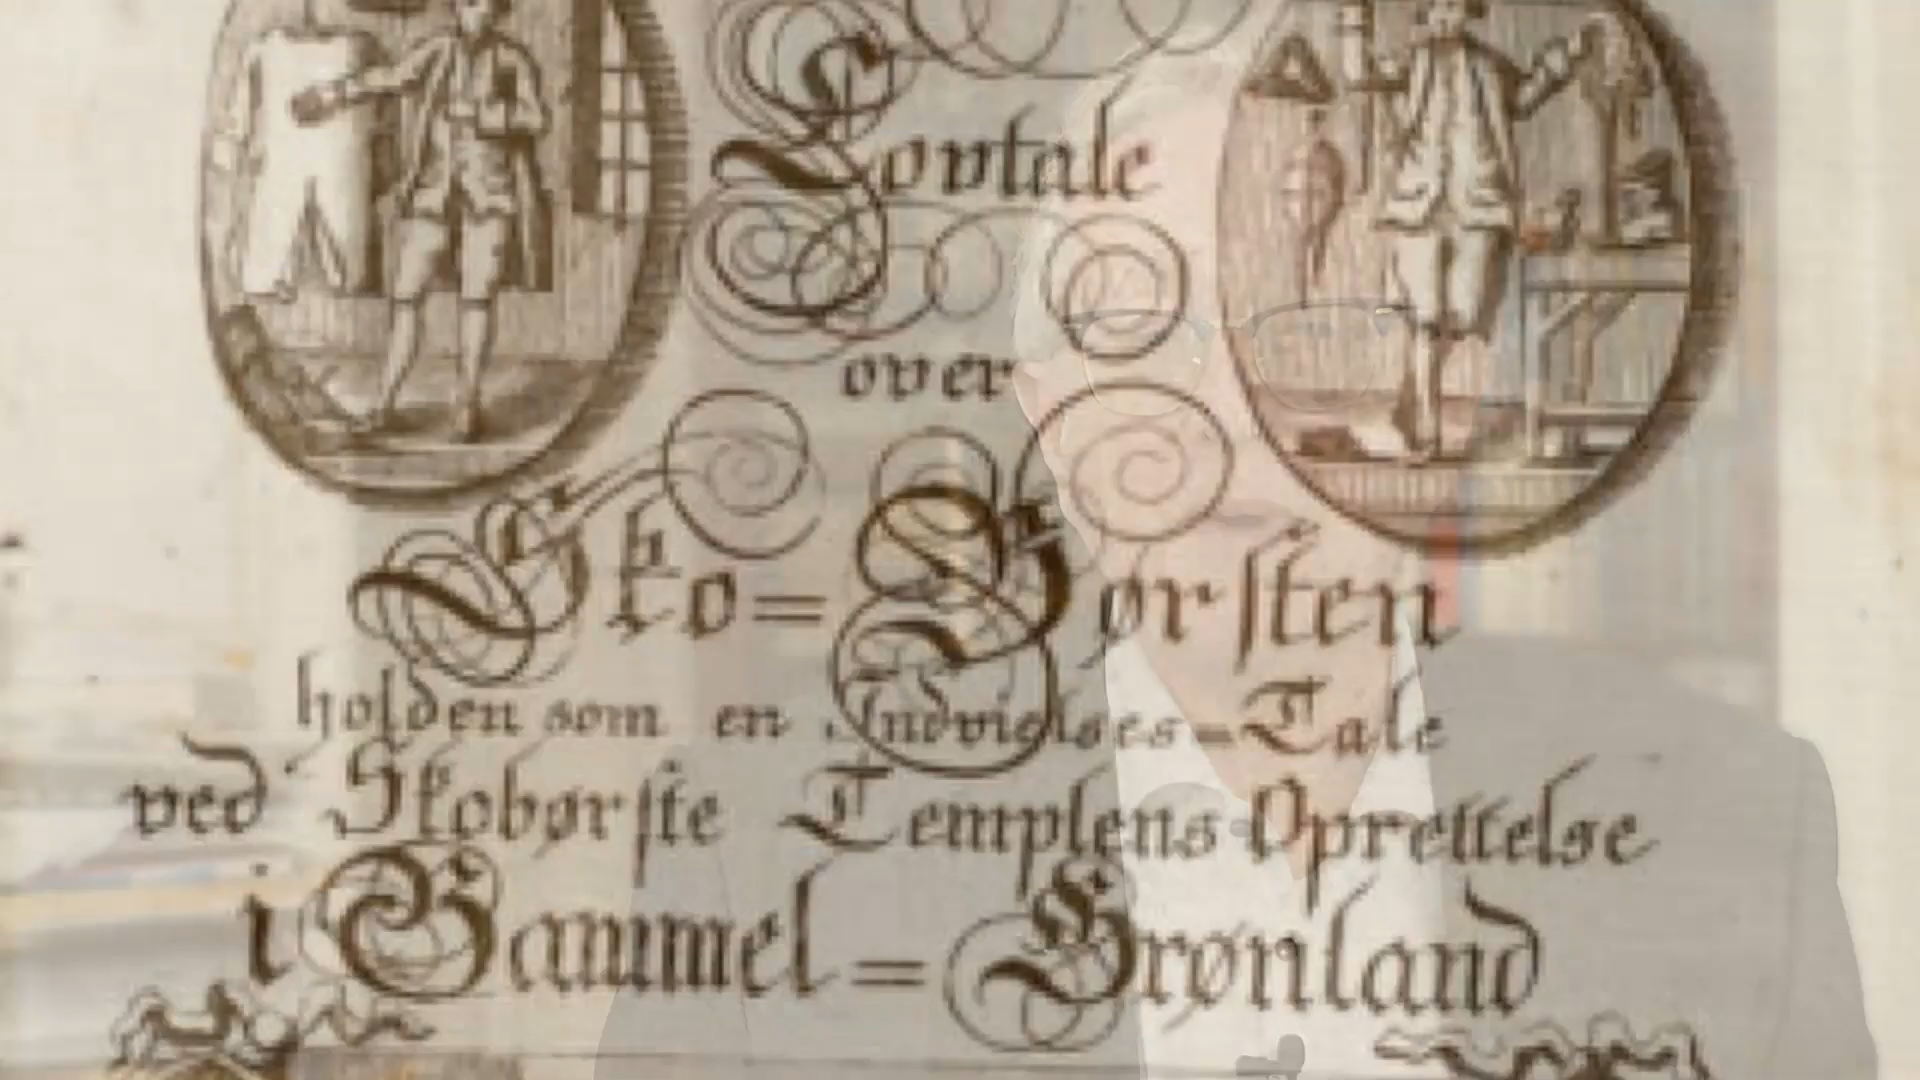 Lovtale
over
Sko=Børsten
holden som en Indvielses=Tale
ved Skobørste Templens Oprettelse
i Gammel=Grønland